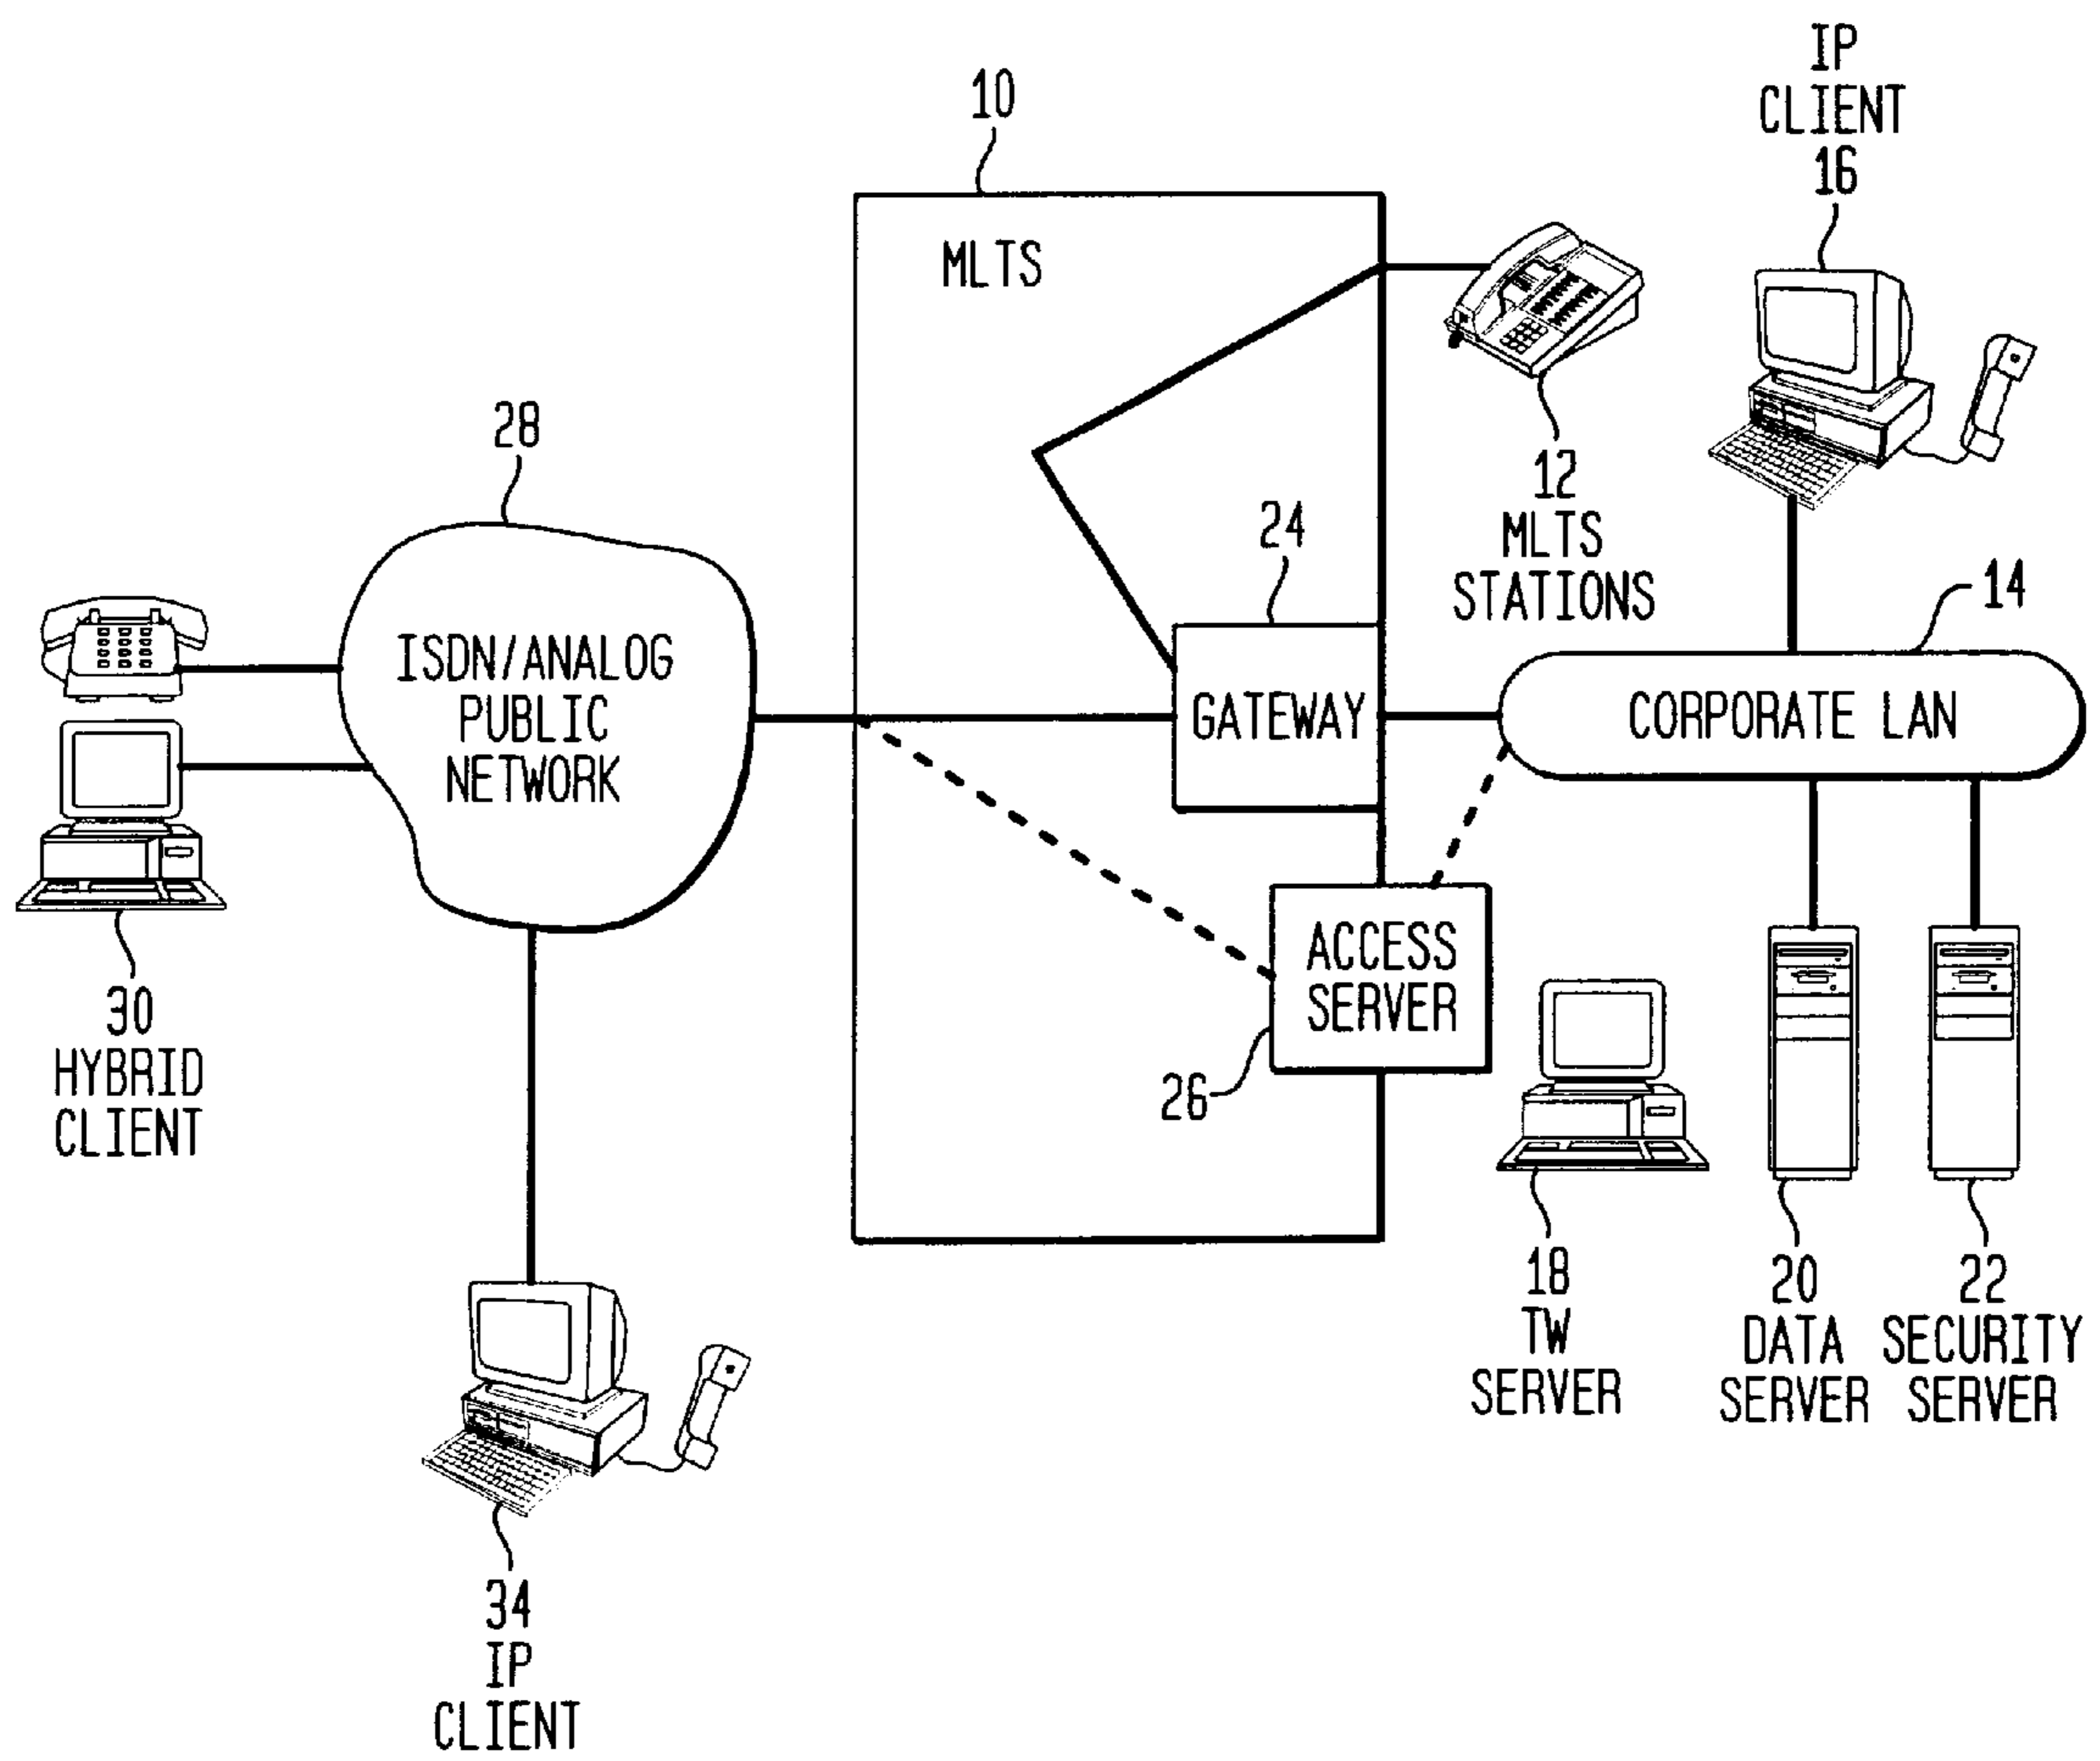 IP
CLIENT
16
10
MLTS
28
12
MLTS
STATIONS
24
14
ISDN/ANALOG
PUBLIC
NETWORK
GATEWAY
CORPORATE LAN
ACCESS
SERVER
26
30
HYBRID
CLIENT
18
TW
SERVER
20
DATA
SERVER
22
SECURITY
SERVER
34
IP
CLIENT